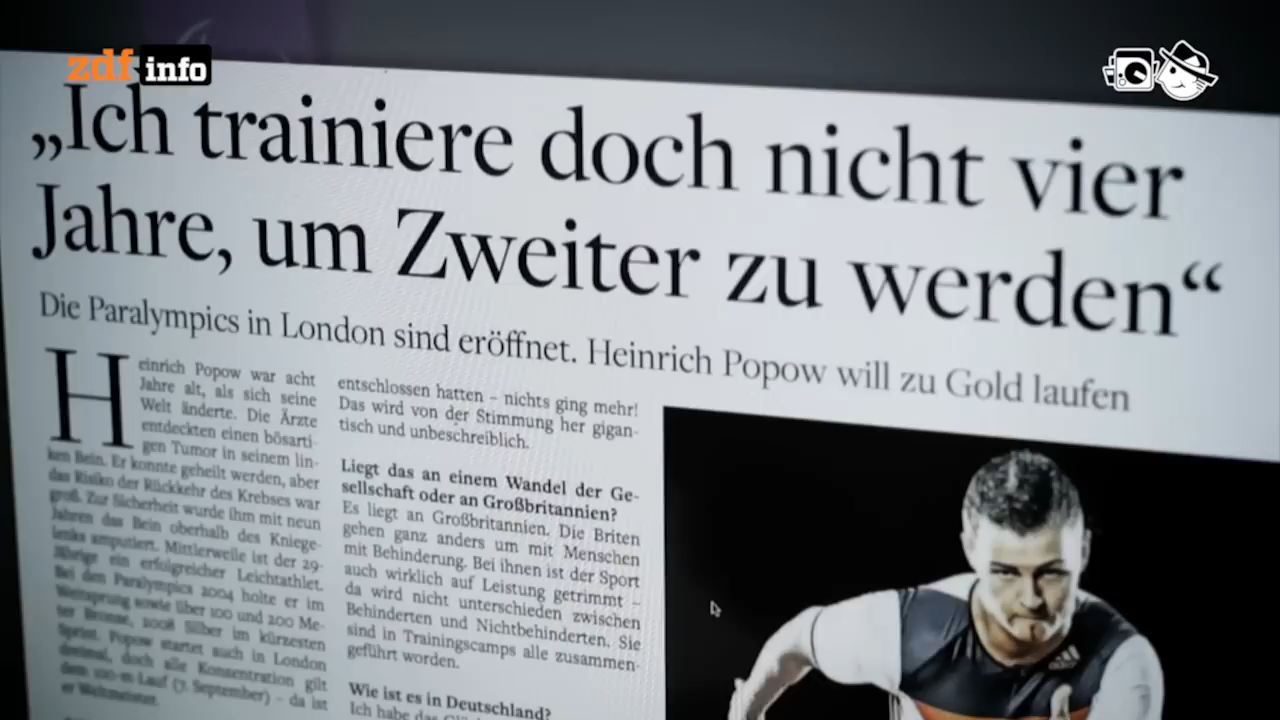 zdf info
„Ich trainiere doch nicht vier
Jahre, um Zweiter zu werden“
Die Paralympics in London sind eröffnet. Heinrich Popow will zu Gold laufen
Heinrich Popow war acht
Jahre alt, als sich seine
Welt änderte. Die Ärzte
entdeckten einen bösarti-
gen Tumor in seinem lin-
ken Bein. Er konnte geheilt werden, aber
das Risiko der Rückkehr des Krebses war
groß. Zur Sicherheit wurde ihm mit neun
Jahren das Bein oberhalb des Kniege-
lenks amputiert. Mittlerweile ist der 29-
Jährige ein erfolgreicher Leichtathlet.
Bei den Paralympics 2004 holte er im
Weitsprung sowie über 100 und 200 Me-
ter Bronze, 2008 Silber im kürzesten
Sprint. Popow startet auch in London
dreimal, doch alle Konzentration gilt
dem 100-m-Lauf (7. September) – da ist
er Weltmeister.
entschlossen hatten – nichts ging mehr!
Das wird von der Stimmung her gigan-
tisch und unbeschreiblich.
Liegt das an einem Wandel der Ge-
sellschaft oder an Großbritannien?
Es liegt an Großbritannien. Die Briten
gehen ganz anders um mit Menschen
mit Behinderung. Bei ihnen ist der Sport
auch wirklich auf Leistung getrimmt –
da wird nicht unterschieden zwischen
Behinderten und Nichtbehinderten. Sie
sind in Trainingscamps alle zusammen-
geführt worden.
Wie ist es in Deutschland?
Ich habe das